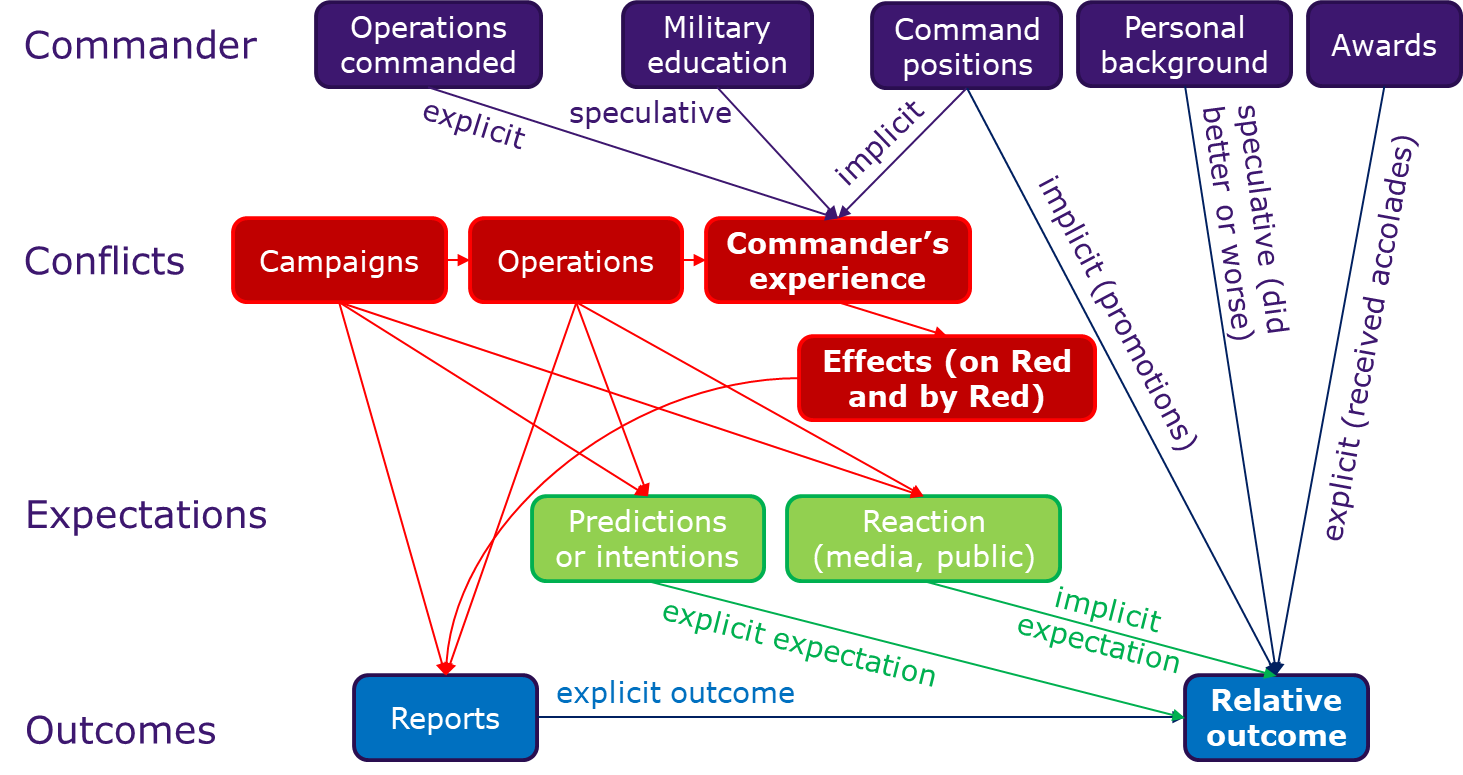 Commander
Operations
commanded
Military
education
Command
positions
Personal
background
Awards
explicit
speculative
implicit
implicit (promotions)
speculative (did
better or worse)
explicit (received accolades)
Conflicts
Campaigns
Operations
Commander’s
experience
Effects (on Red
and by Red)
Expectations
Predictions
or intentions
Reaction
(media, public)
explicit expectation
implicit
expectation
Outcomes
Reports
explicit outcome
Relative
outcome